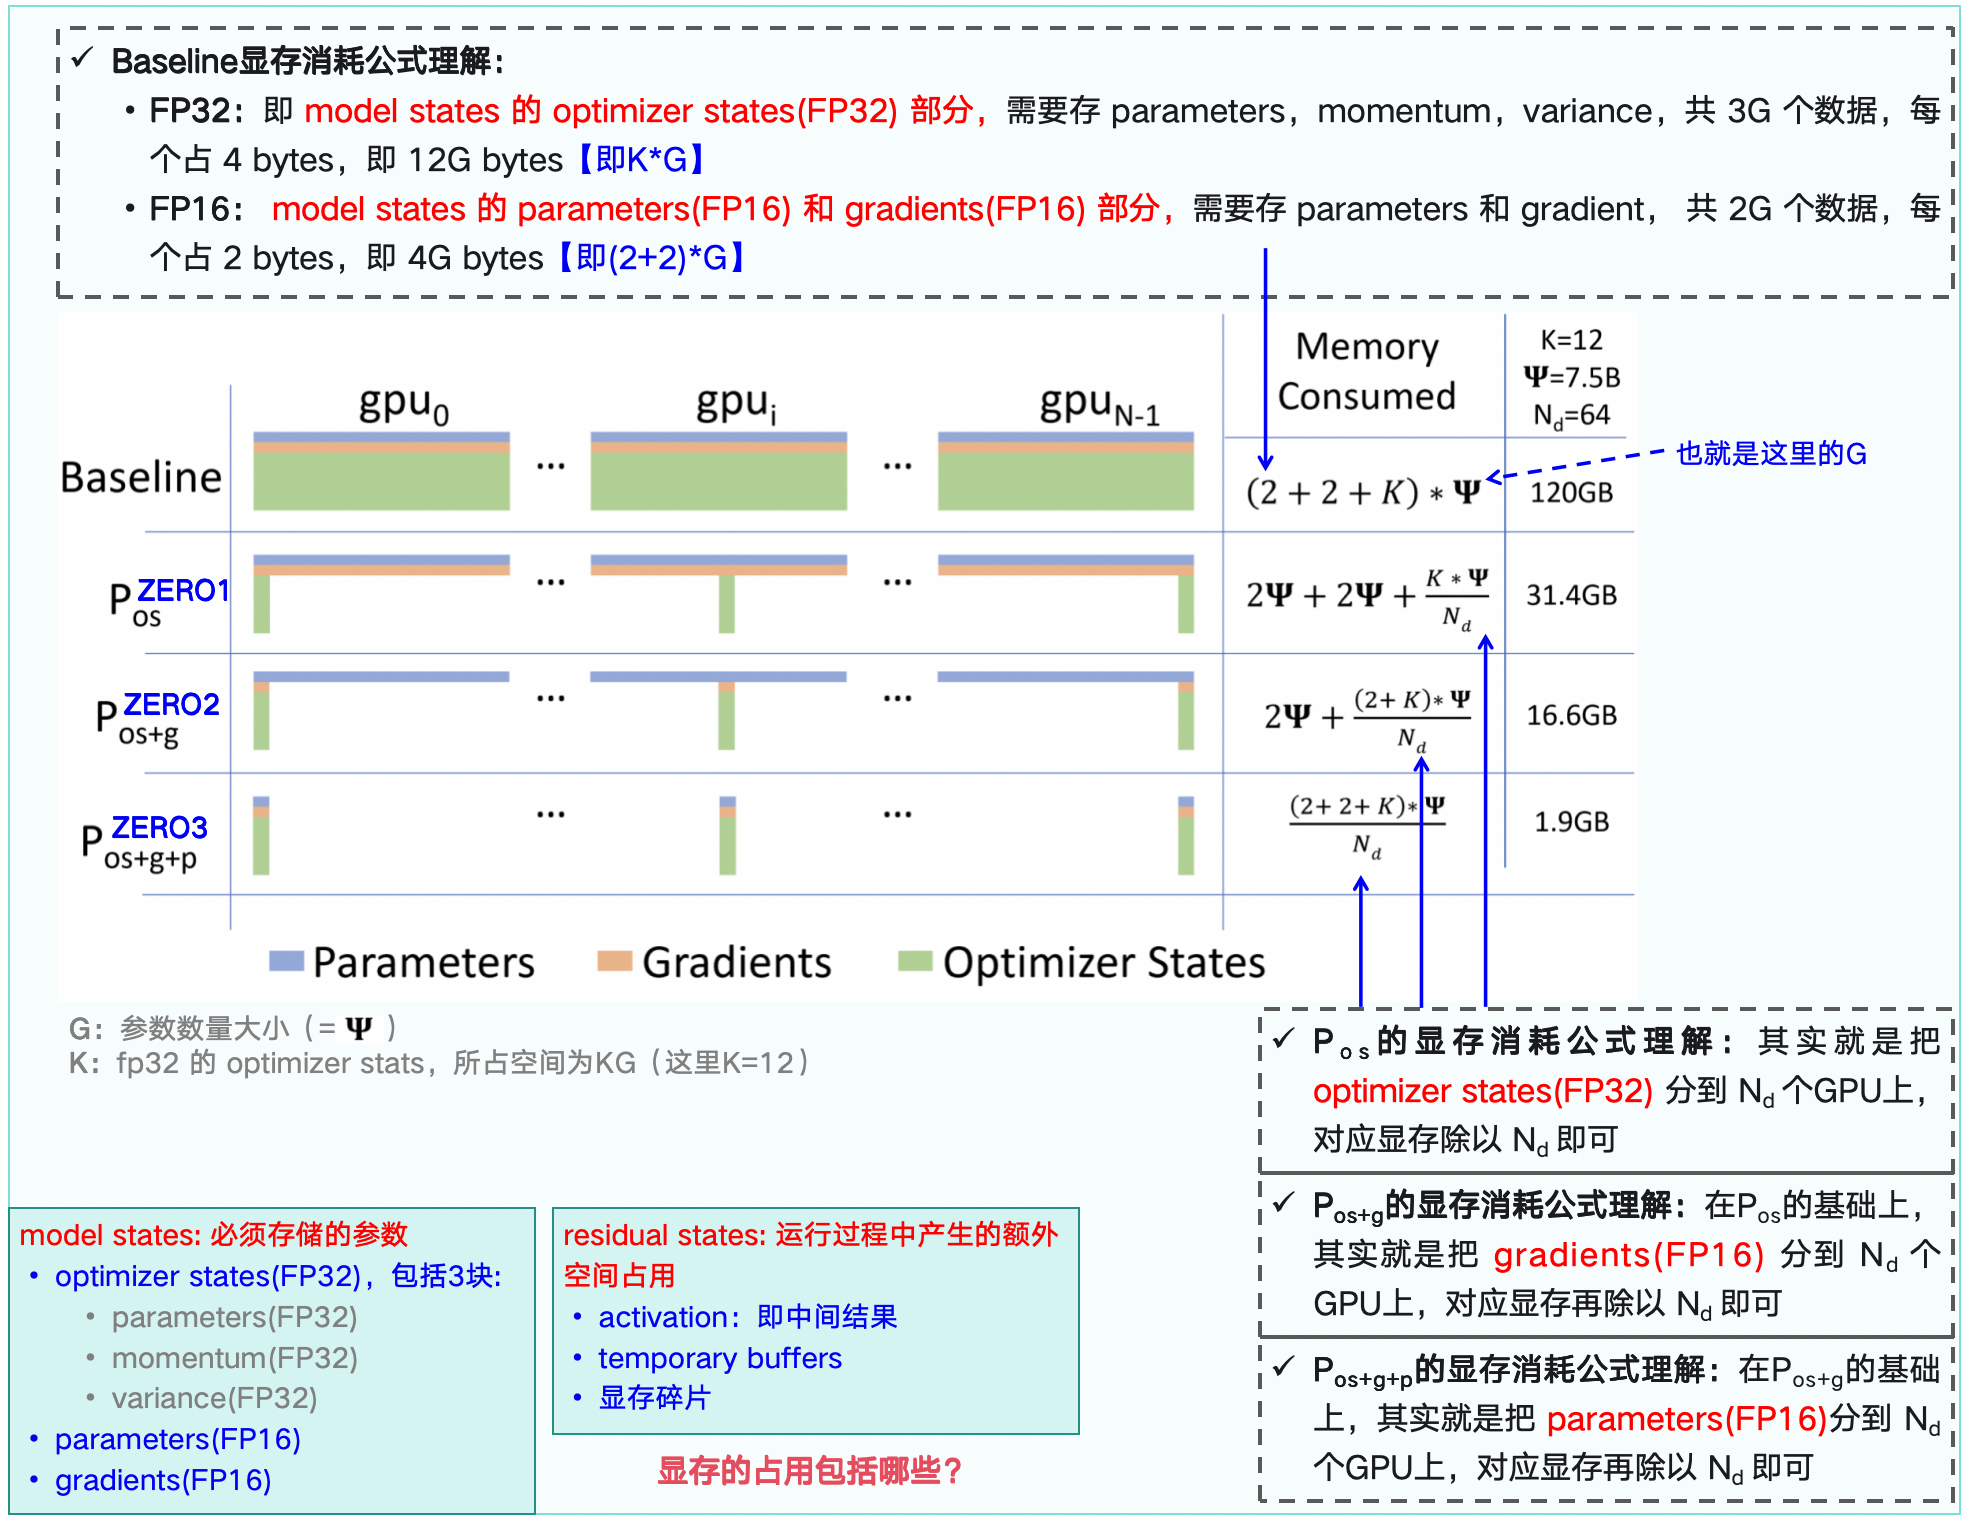 ✓ Baseline显存消耗公式理解：
• FP32：即 model states 的 optimizer states(FP32) 部分，需要存 parameters，momentum，variance，共 3G 个数据，每
个占 4 bytes，即 12G bytes【即K*G】
• FP16： model states 的 parameters(FP16) 和 gradients(FP16) 部分，需要存 parameters 和 gradient， 共 2G 个数据，每
个占 2 bytes，即 4G bytes【即(2+2)*G】
gpu₀ gpuᵢ gpu_{N-1}
Memory
Consumed
K=12
Ψ=7.5B
N_d=64
也就是这里的G
Baseline ... ... (2 + 2 + K) * Ψ 120GB
P_{os} ZERO1 ... ... 2Ψ + 2Ψ + \frac{K * Ψ}{N_d} 31.4GB
P_{os+g} ZERO2 ... ... 2Ψ + \frac{(2+ K)* Ψ}{N_d} 16.6GB
P_{os+g+p} ZERO3 ... ... \frac{(2+ 2+ K)* Ψ}{N_d} 1.9GB
Parameters Gradients Optimizer States
G：参数数量大小（= Ψ ）
K：fp32 的 optimizer stats，所占空间为KG（这里K=12）
✓ P_{os}的显存消耗公式理解：其实就是把
optimizer states(FP32) 分到 N_d 个GPU上，
对应显存除以 N_d 即可
✓ P_{os+g}的显存消耗公式理解：在P_{os}的基础上，
其实就是把 gradients(FP16) 分到 N_d 个
GPU上，对应显存再除以 N_d 即可
✓ P_{os+g+p}的显存消耗公式理解：在P_{os+g}的基础
上，其实就是把 parameters(FP16)分到 N_d
个GPU上，对应显存再除以 N_d 即可
model states: 必须存储的参数
• optimizer states(FP32)，包括3块:
• parameters(FP32)
• momentum(FP32)
• variance(FP32)
• parameters(FP16)
• gradients(FP16)
residual states: 运行过程中产生的额外
空间占用
• activation：即中间结果
• temporary buffers
• 显存碎片
显存的占用包括哪些？